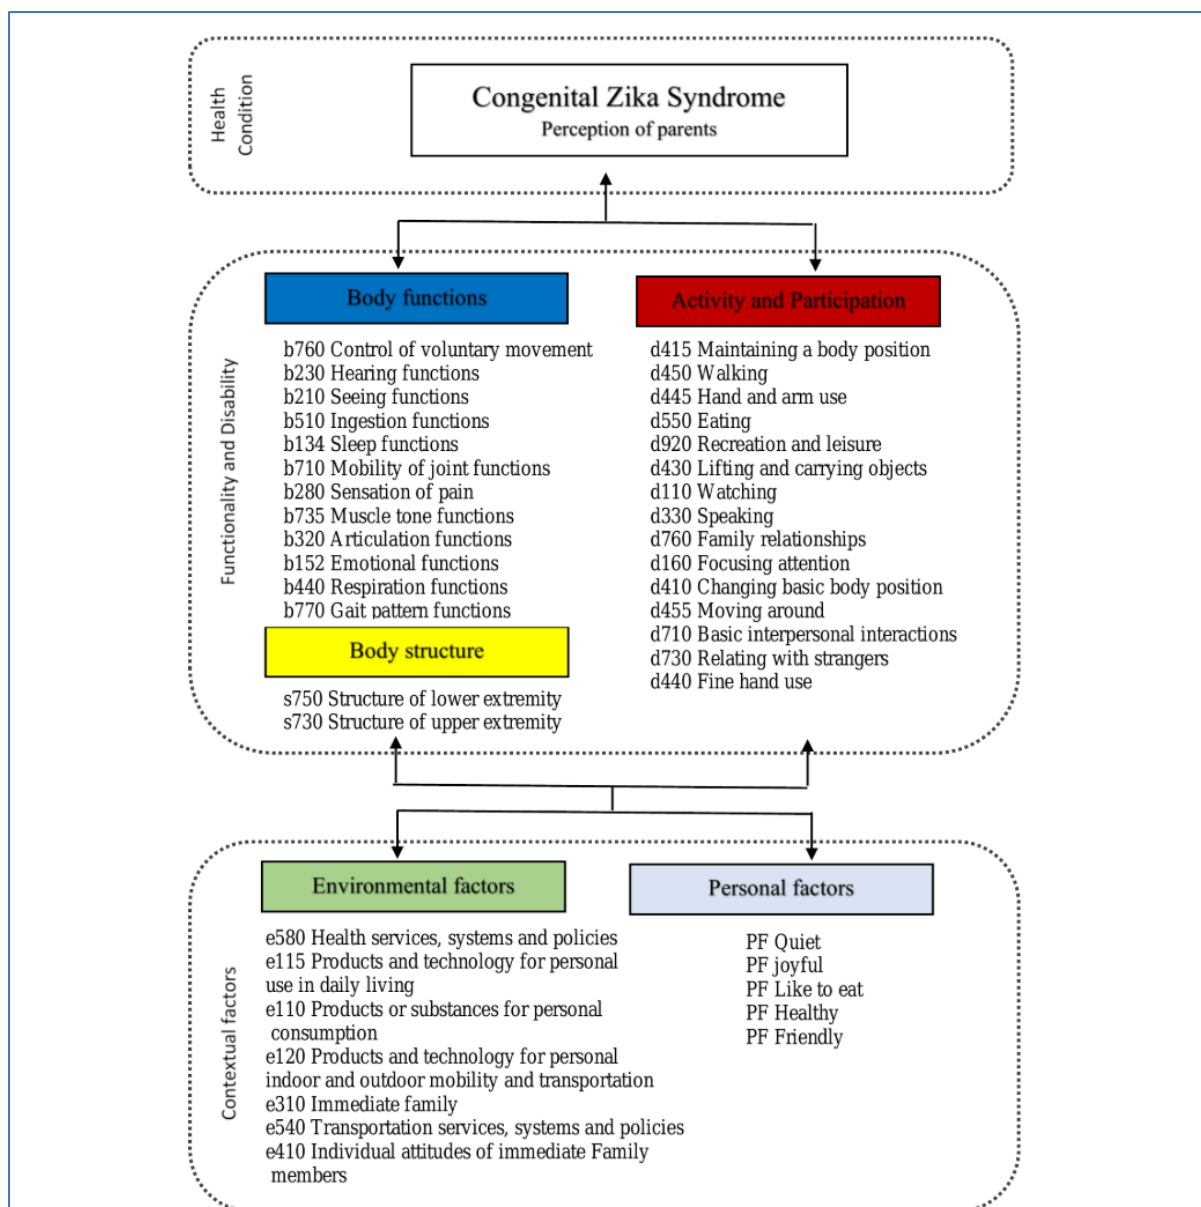 Health
Condition
Congenital Zika Syndrome
Perception of parents
Functionality and Disability
Body functions
b760 Control of voluntary movement
b230 Hearing functions
b210 Seeing functions
b510 Ingestion functions
b134 Sleep functions
b710 Mobility of joint functions
b280 Sensation of pain
b735 Muscle tone functions
b320 Articulation functions
b152 Emotional functions
b440 Respiration functions
b770 Gait pattern functions
Body structure
s750 Structure of lower extremity
s730 Structure of upper extremity
Activity and Participation
d415 Maintaining a body position
d450 Walking
d445 Hand and arm use
d550 Eating
d920 Recreation and leisure
d430 Lifting and carrying objects
d110 Watching
d330 Speaking
d760 Family relationships
d160 Focusing attention
d410 Changing basic body position
d455 Moving around
d710 Basic interpersonal interactions
d730 Relating with strangers
d440 Fine hand use
Contextual factors
Environmental factors
e580 Health services, systems and policies
e115 Products and technology for personal
use in daily living
e110 Products or substances for personal
consumption
e120 Products and technology for personal
indoor and outdoor mobility and transportation
e310 Immediate family
e540 Transportation services, systems and policies
e410 Individual attitudes of immediate Family
members
Personal factors
PF Quiet
PF joyful
PF Like to eat
PF Healthy
PF Friendly